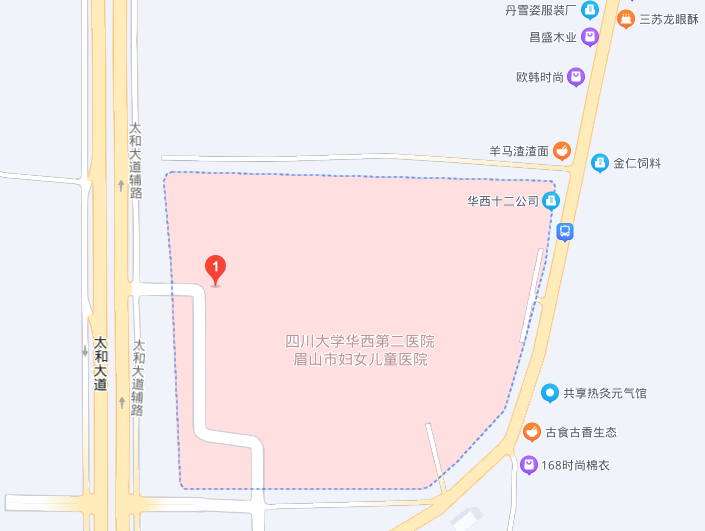 丹雪姿服装厂
三苏龙眼酥
昌盛木业
欧韩时尚
太和大道辅路
羊马渣渣面
金仁饲料
华西十二公司
1
四川大学华西第二医院
眉山市妇女儿童医院
太和大道
太和大道辅路
共享热灸元气馆
古食古香生态
168时尚棉衣